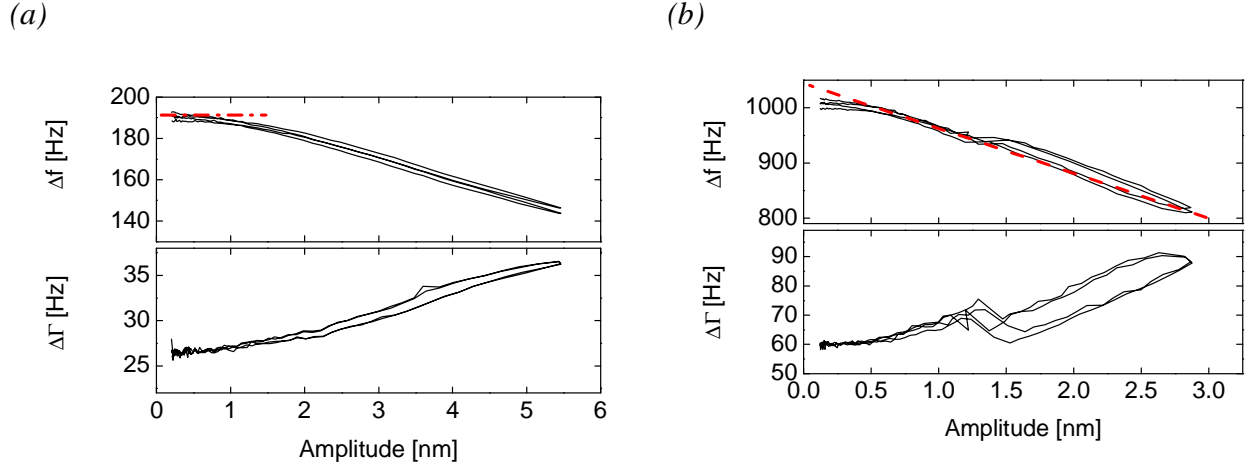 (a)
(b)
200
180
160
140
Δf [Hz]
35
30
25
ΔΓ [Hz]
0 1 2 3 4 5 6
Amplitude [nm]
1000
900
800
Δf [Hz]
90
80
70
60
50
ΔΓ [Hz]
0.0 0.5 1.0 1.5 2.0 2.5 3.0
Amplitude [nm]